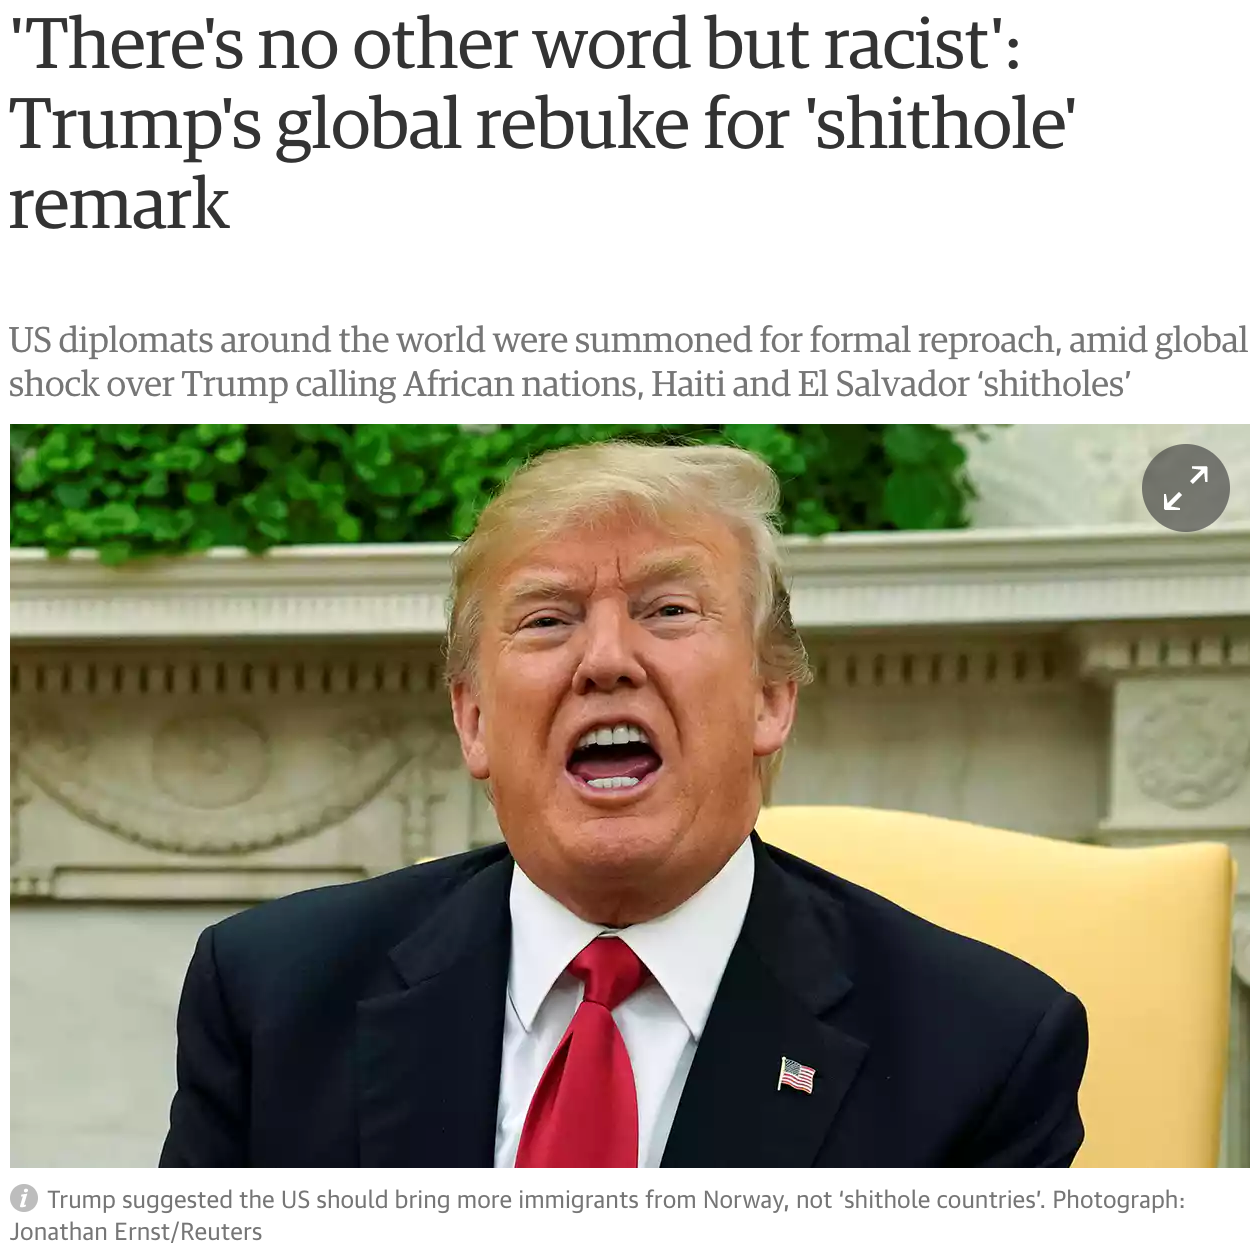 'There's no other word but racist':
Trump's global rebuke for 'shithole'
remark
US diplomats around the world were summoned for formal reproach, amid global
shock over Trump calling African nations, Haiti and El Salvador ‘shitholes’
i Trump suggested the US should bring more immigrants from Norway, not ‘shithole countries’. Photograph:
Jonathan Ernst/Reuters